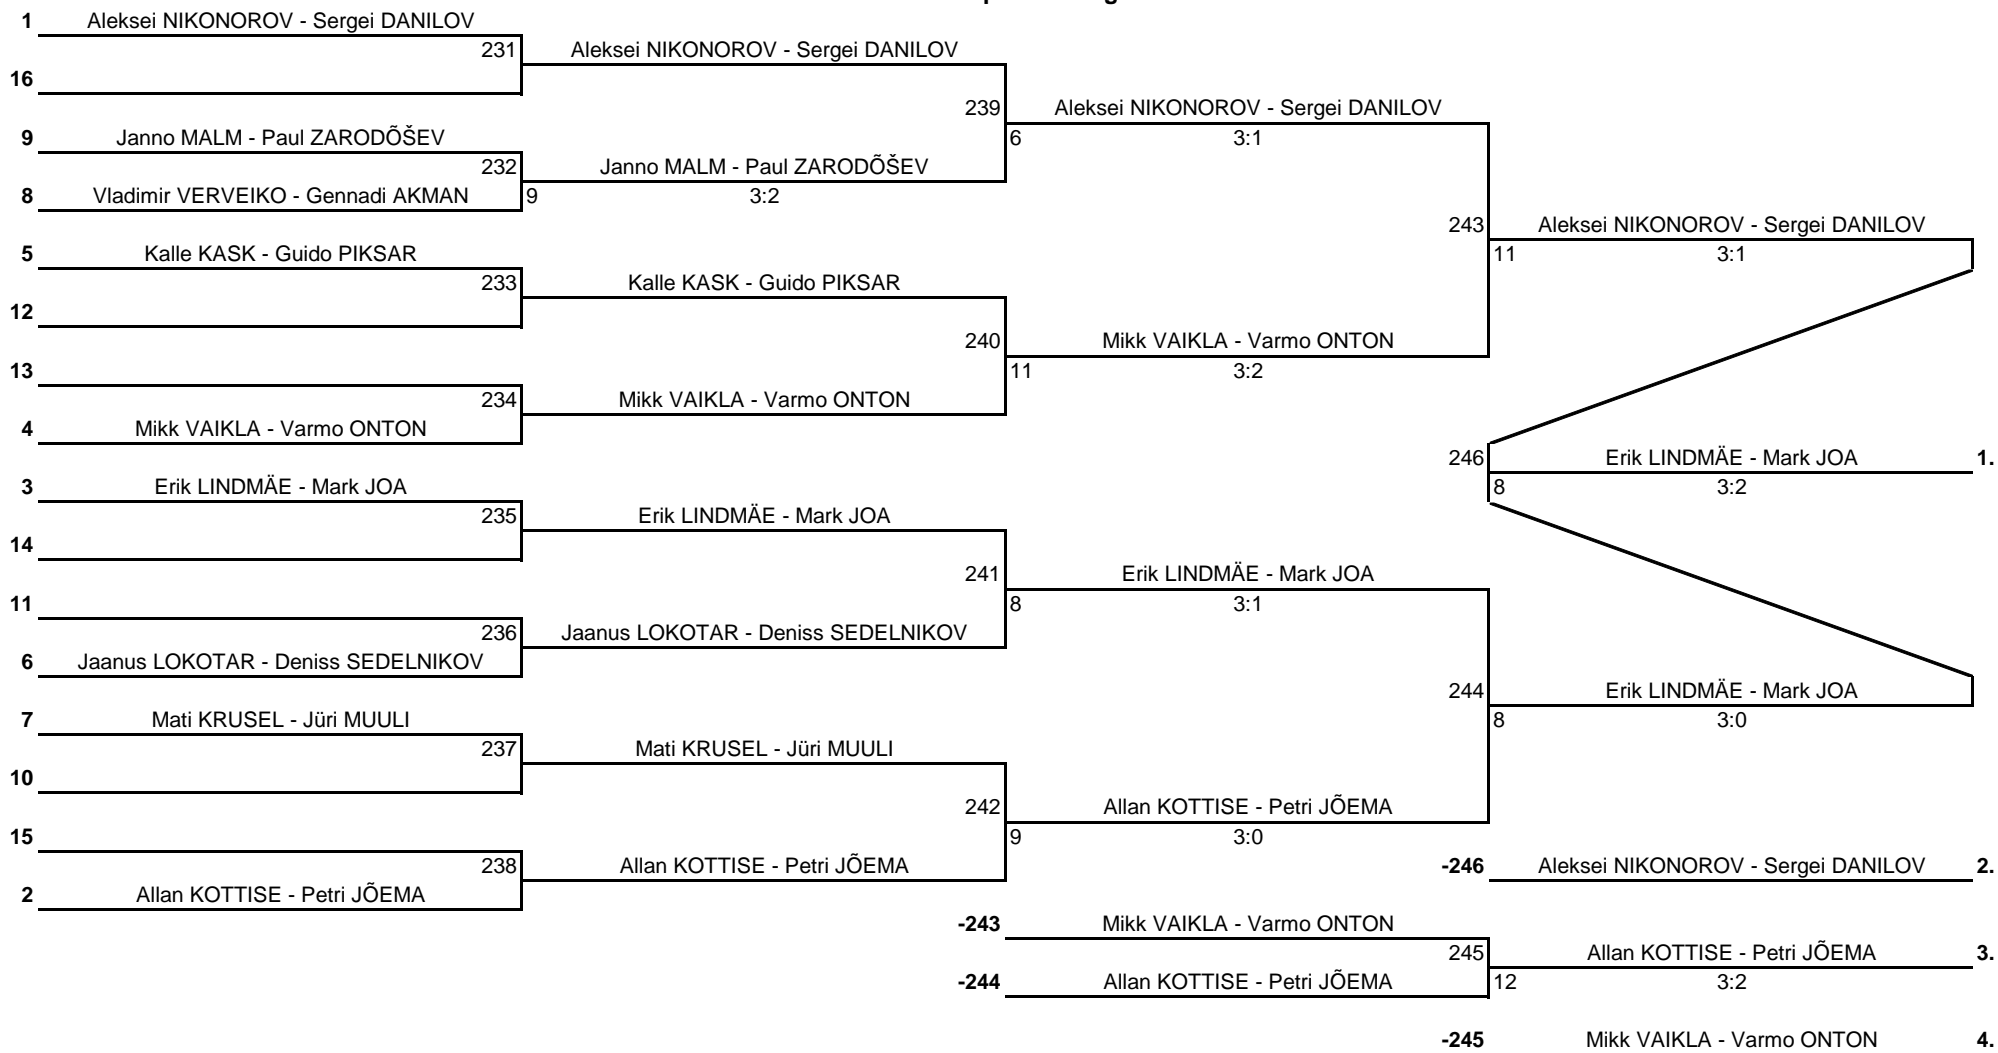 1 Aleksei NIKONOROV - Sergei DANILOV
231 Aleksei NIKONOROV - Sergei DANILOV
16
239 Aleksei NIKONOROV - Sergei DANILOV
9 Janno MALM - Paul ZARODÕŠEV
6 3:1
232 Janno MALM - Paul ZARODÕŠEV
8 Vladimir VERVEIKO - Gennadi AKMAN
9 3:2
243 Aleksei NIKONOROV - Sergei DANILOV
5 Kalle KASK - Guido PIKSAR
11 3:1
233 Kalle KASK - Guido PIKSAR
12
240 Mikk VAIKLA - Varmo ONTON
13
11 3:2
234 Mikk VAIKLA - Varmo ONTON
4 Mikk VAIKLA - Varmo ONTON
246 Erik LINDMÄE - Mark JOA 1.
3 Erik LINDMÄE - Mark JOA
8 3:2
235 Erik LINDMÄE - Mark JOA
14
241 Erik LINDMÄE - Mark JOA
11
8 3:1
236 Jaanus LOKOTAR - Deniss SEDELNIKOV
6 Jaanus LOKOTAR - Deniss SEDELNIKOV
244 Erik LINDMÄE - Mark JOA
7 Mati KRUSEL - Jüri MUULI
8 3:0
237 Mati KRUSEL - Jüri MUULI
10
242 Allan KOTTISE - Petri JÕEMA
15
9 3:0
238 Allan KOTTISE - Petri JÕEMA
-246 Aleksei NIKONOROV - Sergei DANILOV 2.
2 Allan KOTTISE - Petri JÕEMA
-243 Mikk VAIKLA - Varmo ONTON
245 Allan KOTTISE - Petri JÕEMA 3.
-244 Allan KOTTISE - Petri JÕEMA
12 3:2
-245 Mikk VAIKLA - Varmo ONTON 4.